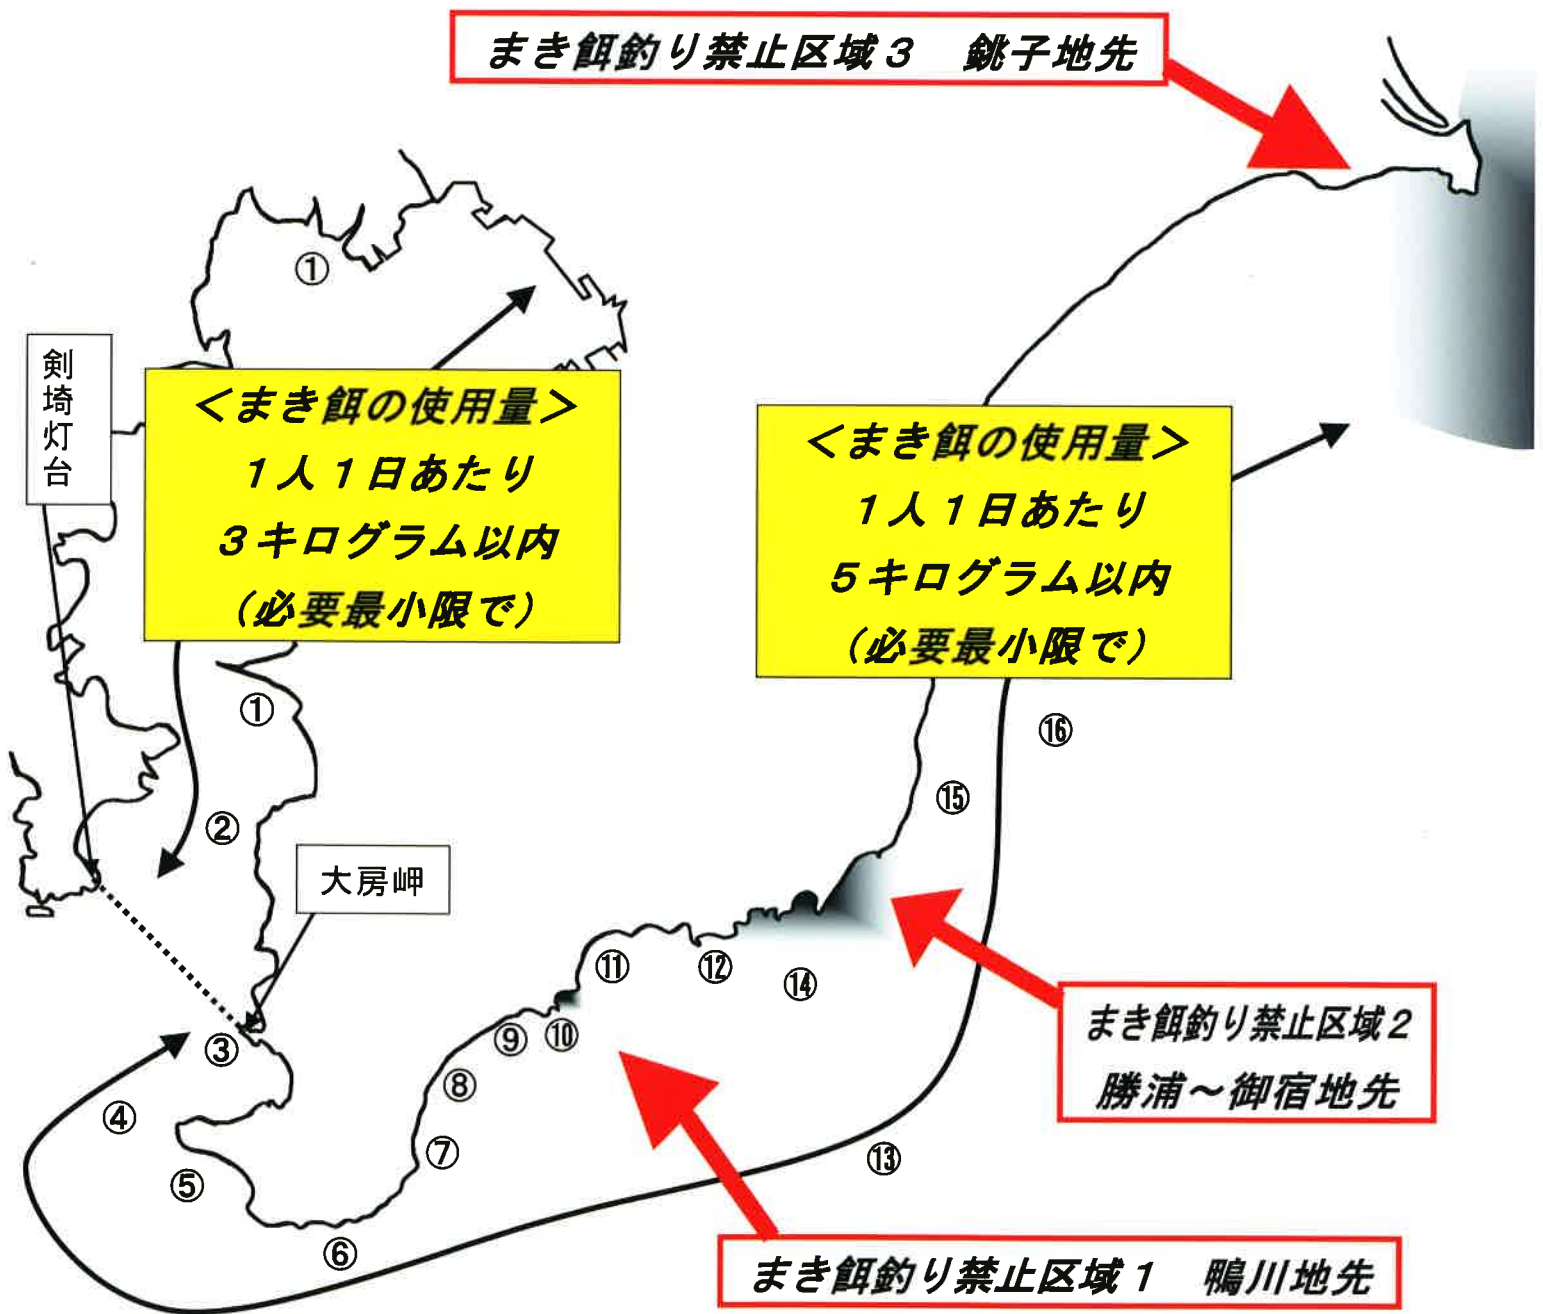 まき餌釣り禁止区域３　銚子地先
①
剣埼灯台
＜まき餌の使用量＞
１人１日あたり
３キログラム以内
（必要最小限で）
＜まき餌の使用量＞
１人１日あたり
５キログラム以内
（必要最小限で）
①
⑯
⑮
②
大房岬
⑪
⑫
⑭
③
⑨
⑩
⑧
④
⑦
⑤
⑥
⑬
まき餌釣り禁止区域２
勝浦～御宿地先
まき餌釣り禁止区域１　鴨川地先